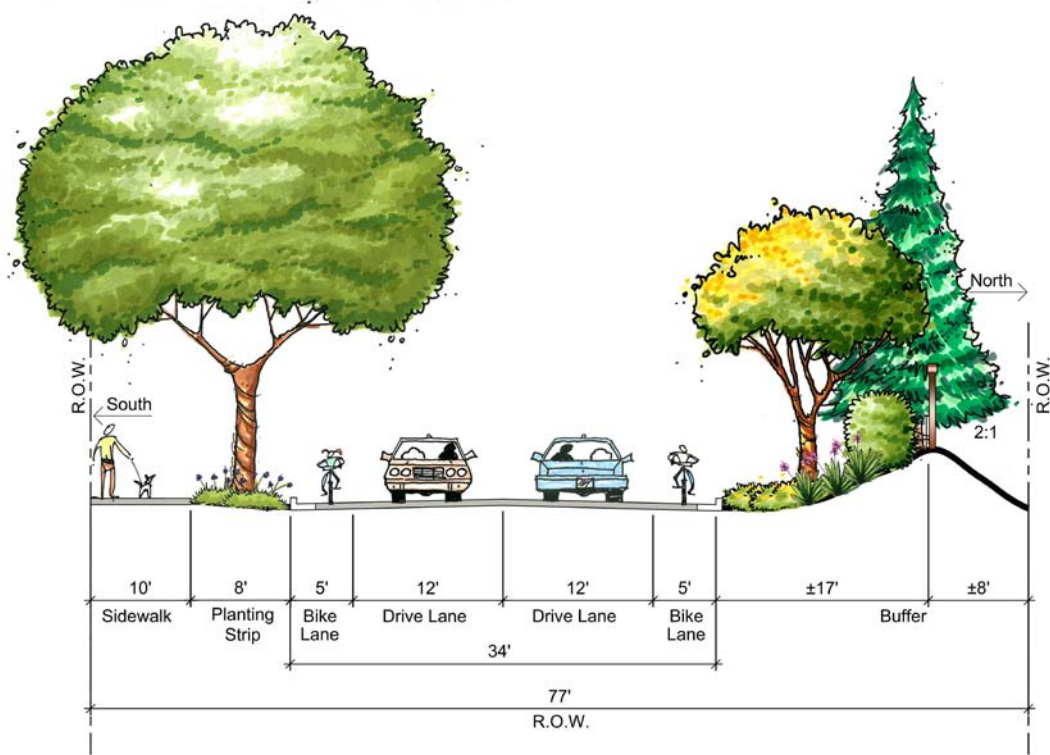 North
R.O.W.
R.O.W.
South
2:1
10'
8'
5'
12'
12'
5'
±17'
±8'
Sidewalk
Planting
Strip
Bike
Lane
Drive Lane
Drive Lane
Bike
Lane
Buffer
34'
77'
R.O.W.